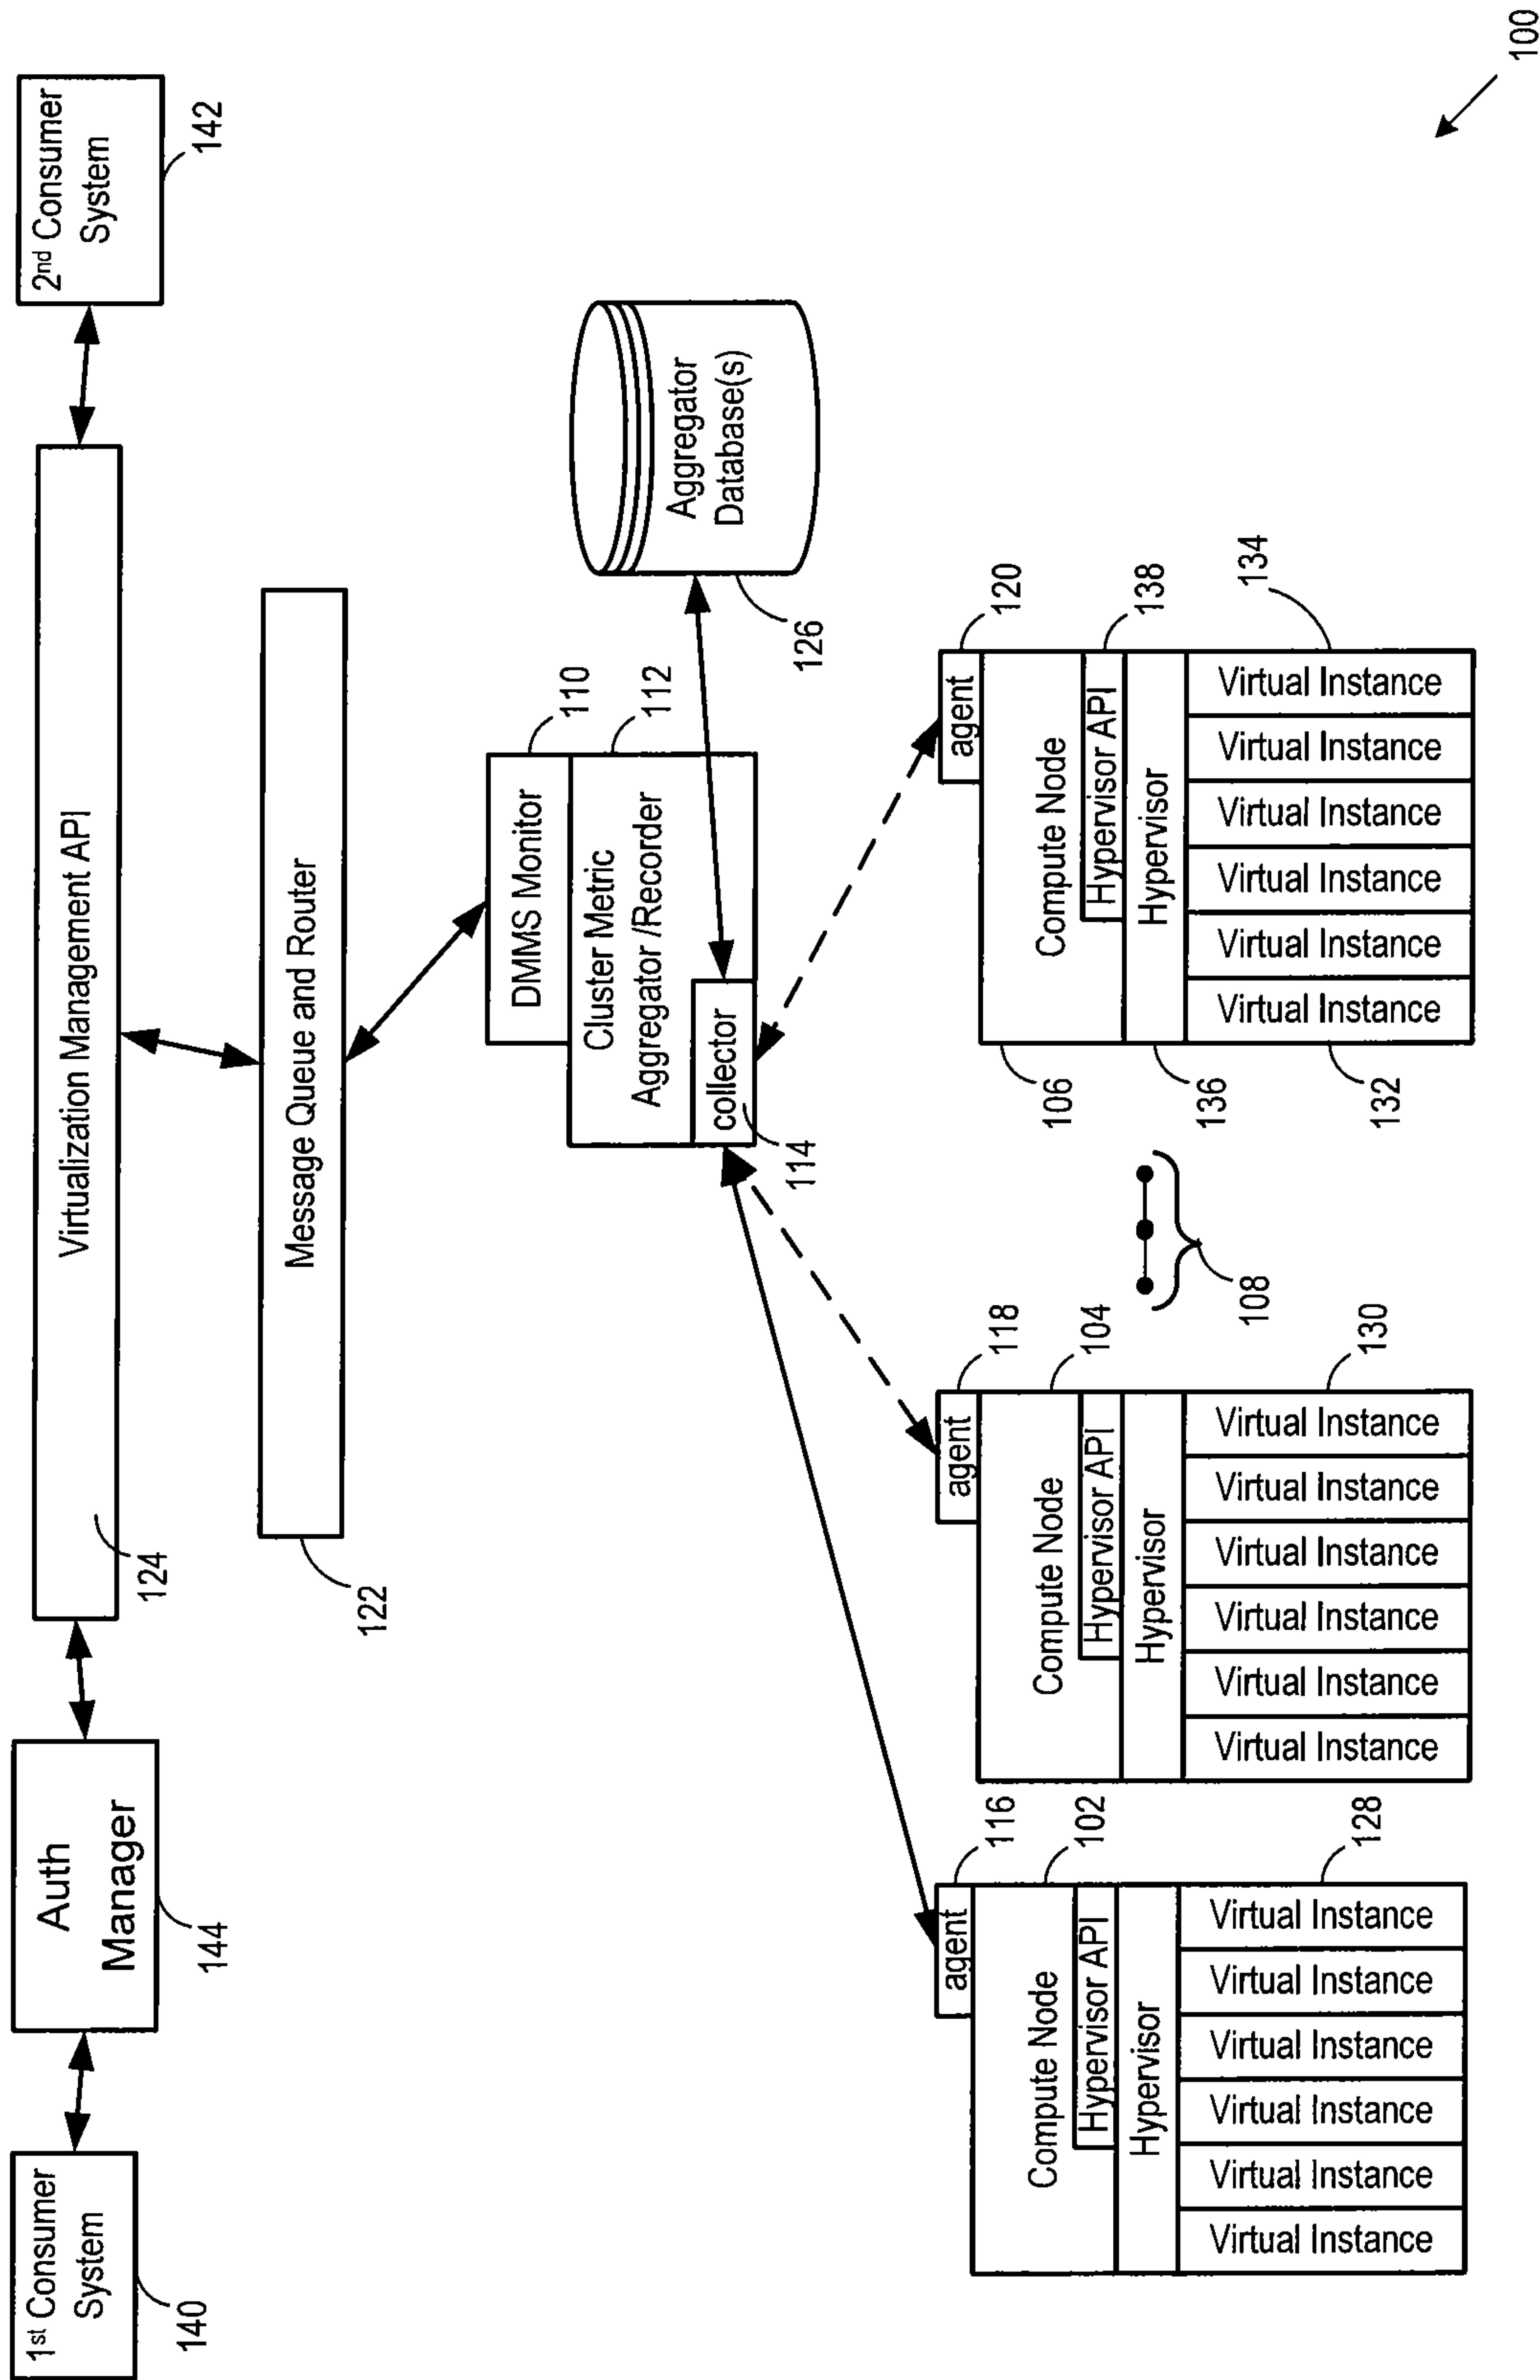 1st Consumer
System
140
Auth
Manager
144
Virtualization Management API
124
2nd Consumer
System
142
Message Queue and Router
122
DMMS Monitor
110
Cluster Metric
Aggregator /Recorder
112
collector
114
Aggregator
Database(s)
126
agent
116
Compute Node
102
Hypervisor API
Hypervisor
Virtual Instance
Virtual Instance
Virtual Instance
Virtual Instance
Virtual Instance
Virtual Instance
128
agent
118
Compute Node
104
Hypervisor API
Hypervisor
Virtual Instance
Virtual Instance
Virtual Instance
Virtual Instance
Virtual Instance
Virtual Instance
130
108
agent
120
Compute Node
106
Hypervisor API
138
Hypervisor
136
Virtual Instance
Virtual Instance
Virtual Instance
Virtual Instance
Virtual Instance
Virtual Instance
132
134
100